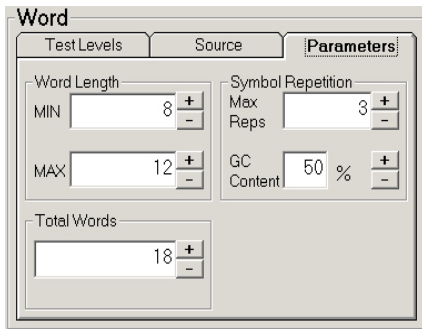 Word
Test Levels Source Parameters
Word Length
MIN 8 + -
MAX 12 + -
Symbol Repetition
Max Reps 3 + -
GC Content 50 % + -
Total Words
18 + -